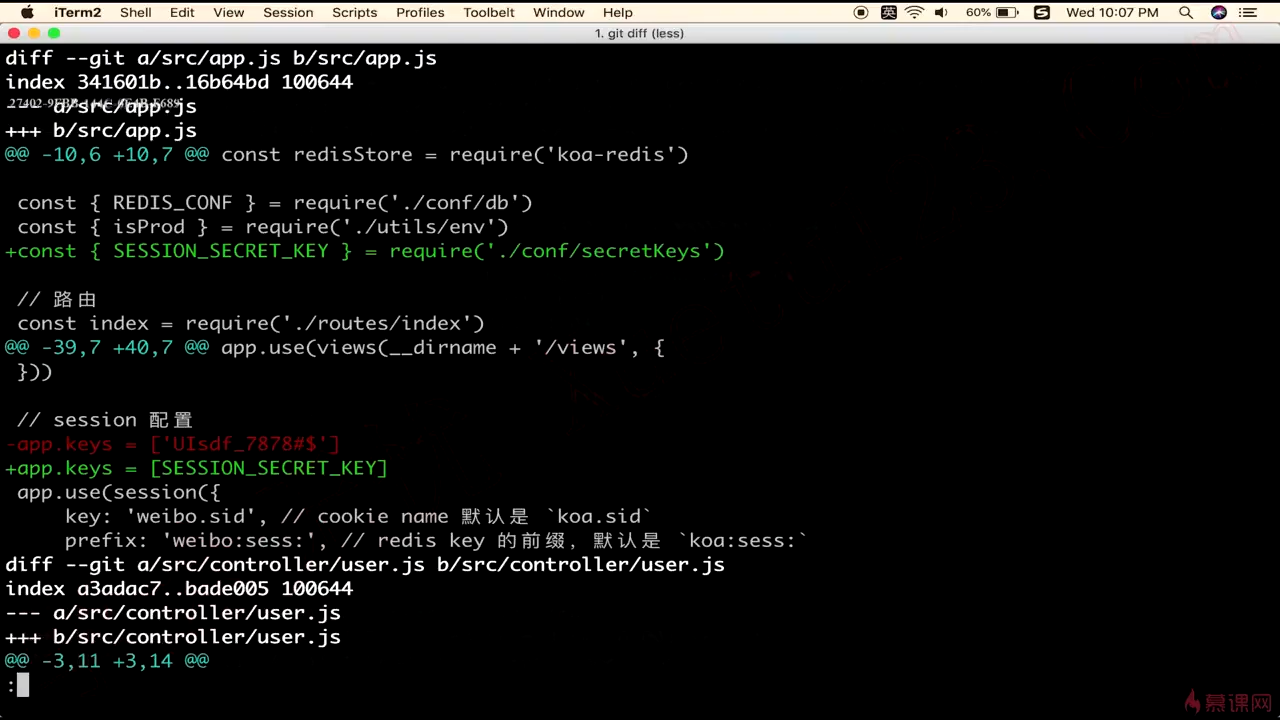 iTerm2 Shell Edit View Session Scripts Profiles Toolbelt Window Help 英 60% S Wed 10:07 PM
1. git diff (less)
diff --git a/src/app.js b/src/app.js
index 341601b..16b64bd 100644
--- a/src/app.js
+++ b/src/app.js
@@ -10,6 +10,7 @@ const redisStore = require('koa-redis')
const { REDIS_CONF } = require('./conf/db')
const { isProd } = require('./utils/env')
+const { SESSION_SECRET_KEY } = require('./conf/secretKeys')
// 路由
const index = require('./routes/index')
@@ -39,7 +40,7 @@ app.use(views(__dirname + '/views', {
}))
// session 配置
-app.keys = ['UIsdf_7878#$']
+app.keys = [SESSION_SECRET_KEY]
app.use(session({
key: 'weibo.sid', // cookie name 默认是 `koa.sid`
prefix: 'weibo:sess:', // redis key 的前缀, 默认是 `koa:sess:`
diff --git a/src/controller/user.js b/src/controller/user.js
index a3adac7..bade005 100644
--- a/src/controller/user.js
+++ b/src/controller/user.js
@@ -3,11 +3,14 @@
:
慕课网